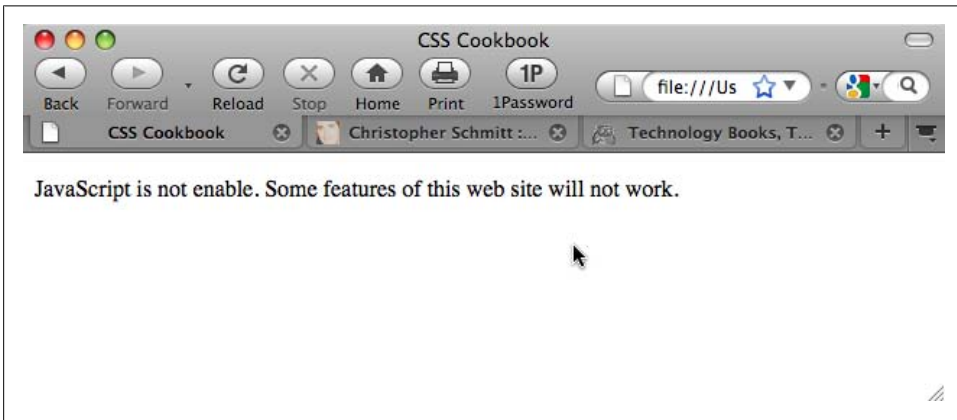 CSS Cookbook
1P
file:///Us
Back Forward Reload Stop Home Print 1Password
CSS Cookbook Christopher Schmitt :... Technology Books, T...
JavaScript is not enable. Some features of this web site will not work.